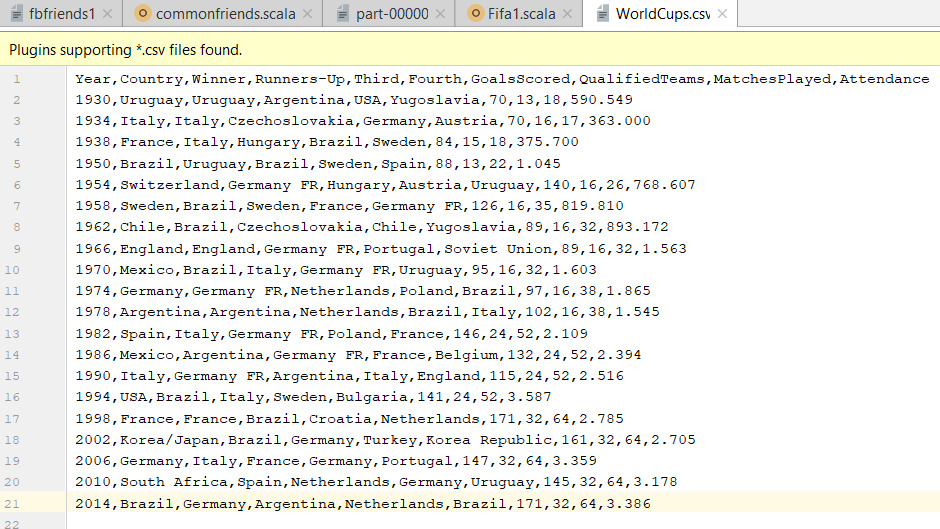 fbfriends1 commonfriends.scala part-00000 Fifa1.scala WorldCups.csv
Plugins supporting *.csv files found.
1 Year,Country,Winner,Runners-Up,Third,Fourth,GoalsScored,QualifiedTeams,MatchesPlayed,Attendance
2 1930,Uruguay,Uruguay,Argentina,USA,Yugoslavia,70,13,18,590.549
3 1934,Italy,Italy,Czechoslovakia,Germany,Austria,70,16,17,363.000
4 1938,France,Italy,Hungary,Brazil,Sweden,84,15,18,375.700
5 1950,Brazil,Uruguay,Brazil,Sweden,Spain,88,13,22,1.045
6 1954,Switzerland,Germany FR,Hungary,Austria,Uruguay,140,16,26,768.607
7 1958,Sweden,Brazil,Sweden,France,Germany FR,126,16,35,819.810
8 1962,Chile,Brazil,Czechoslovakia,Chile,Yugoslavia,89,16,32,893.172
9 1966,England,England,Germany FR,Portugal,Soviet Union,89,16,32,1.563
10 1970,Mexico,Brazil,Italy,Germany FR,Uruguay,95,16,32,1.603
11 1974,Germany,Germany FR,Netherlands,Poland,Brazil,97,16,38,1.865
12 1978,Argentina,Argentina,Netherlands,Brazil,Italy,102,16,38,1.545
13 1982,Spain,Italy,Germany FR,Poland,France,146,24,52,2.109
14 1986,Mexico,Argentina,Germany FR,France,Belgium,132,24,52,2.394
15 1990,Italy,Germany FR,Argentina,Italy,England,115,24,52,2.516
16 1994,USA,Brazil,Italy,Sweden,Bulgaria,141,24,52,3.587
17 1998,France,France,Brazil,Croatia,Netherlands,171,32,64,2.785
18 2002,Korea/Japan,Brazil,Germany,Turkey,Korea Republic,161,32,64,2.705
19 2006,Germany,Italy,France,Germany,Portugal,147,32,64,3.359
20 2010,South Africa,Spain,Netherlands,Germany,Uruguay,145,32,64,3.178
21 2014,Brazil,Germany,Argentina,Netherlands,Brazil,171,32,64,3.386
22